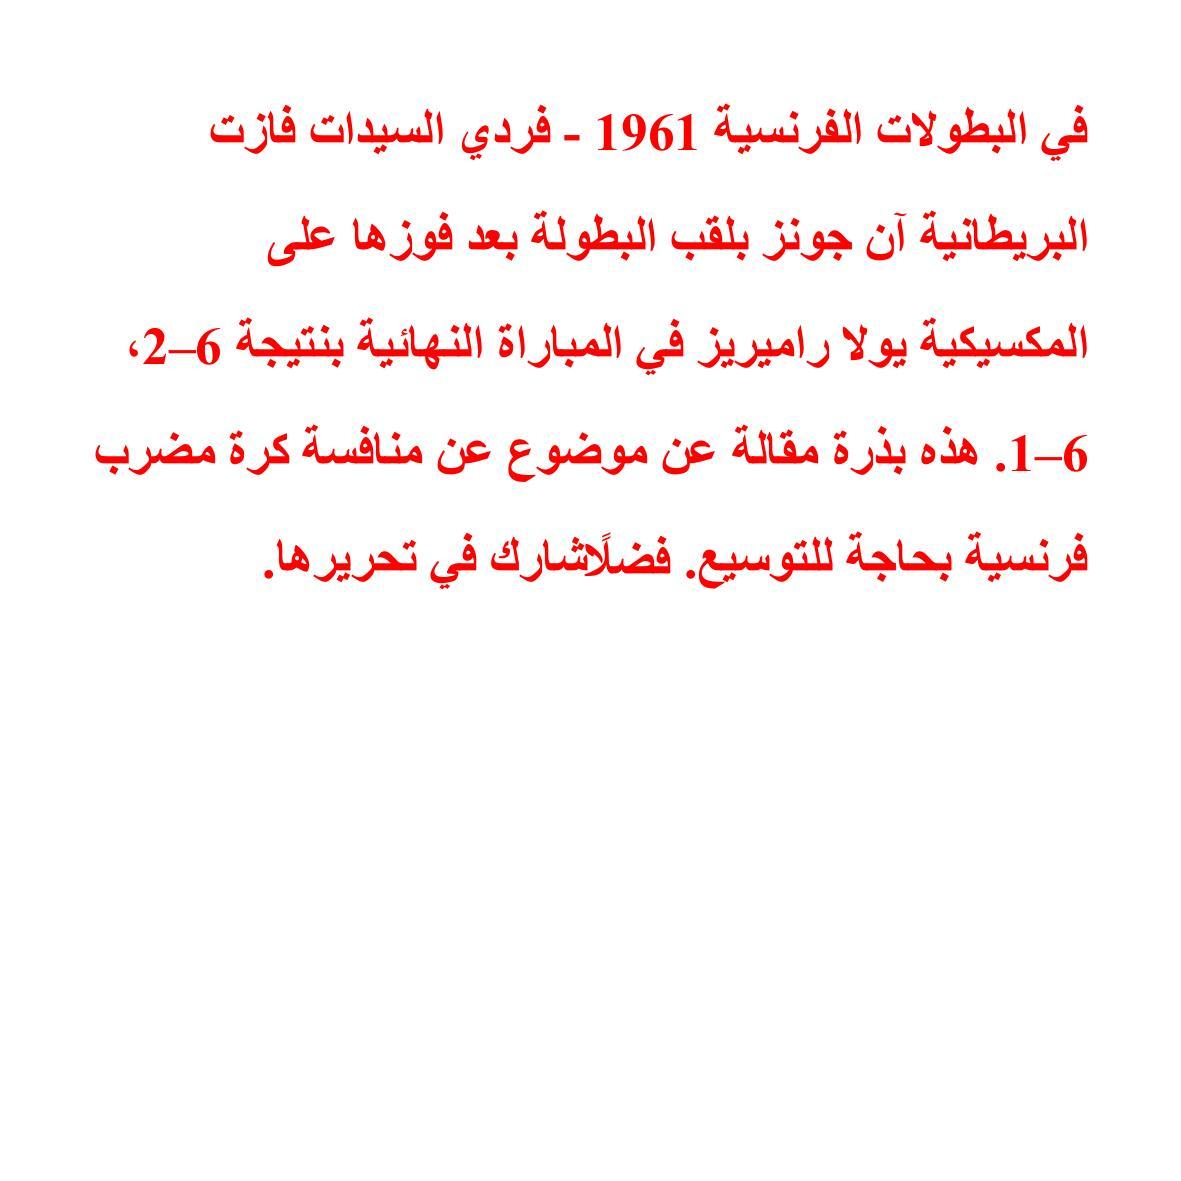 في البطولات الفرنسية 1961 - فردي السيدات فازت
البريطانية آن جونز بلقب البطولة بعد فوزها على
المكسيكية يولا راميريز في المباراة النهائية بنتيجة 6–2،
6–1. هذه بذرة مقالة عن موضوع عن منافسة كرة مضرب
فرنسية بحاجة للتوسيع. فضلًاشارك في تحريرها.